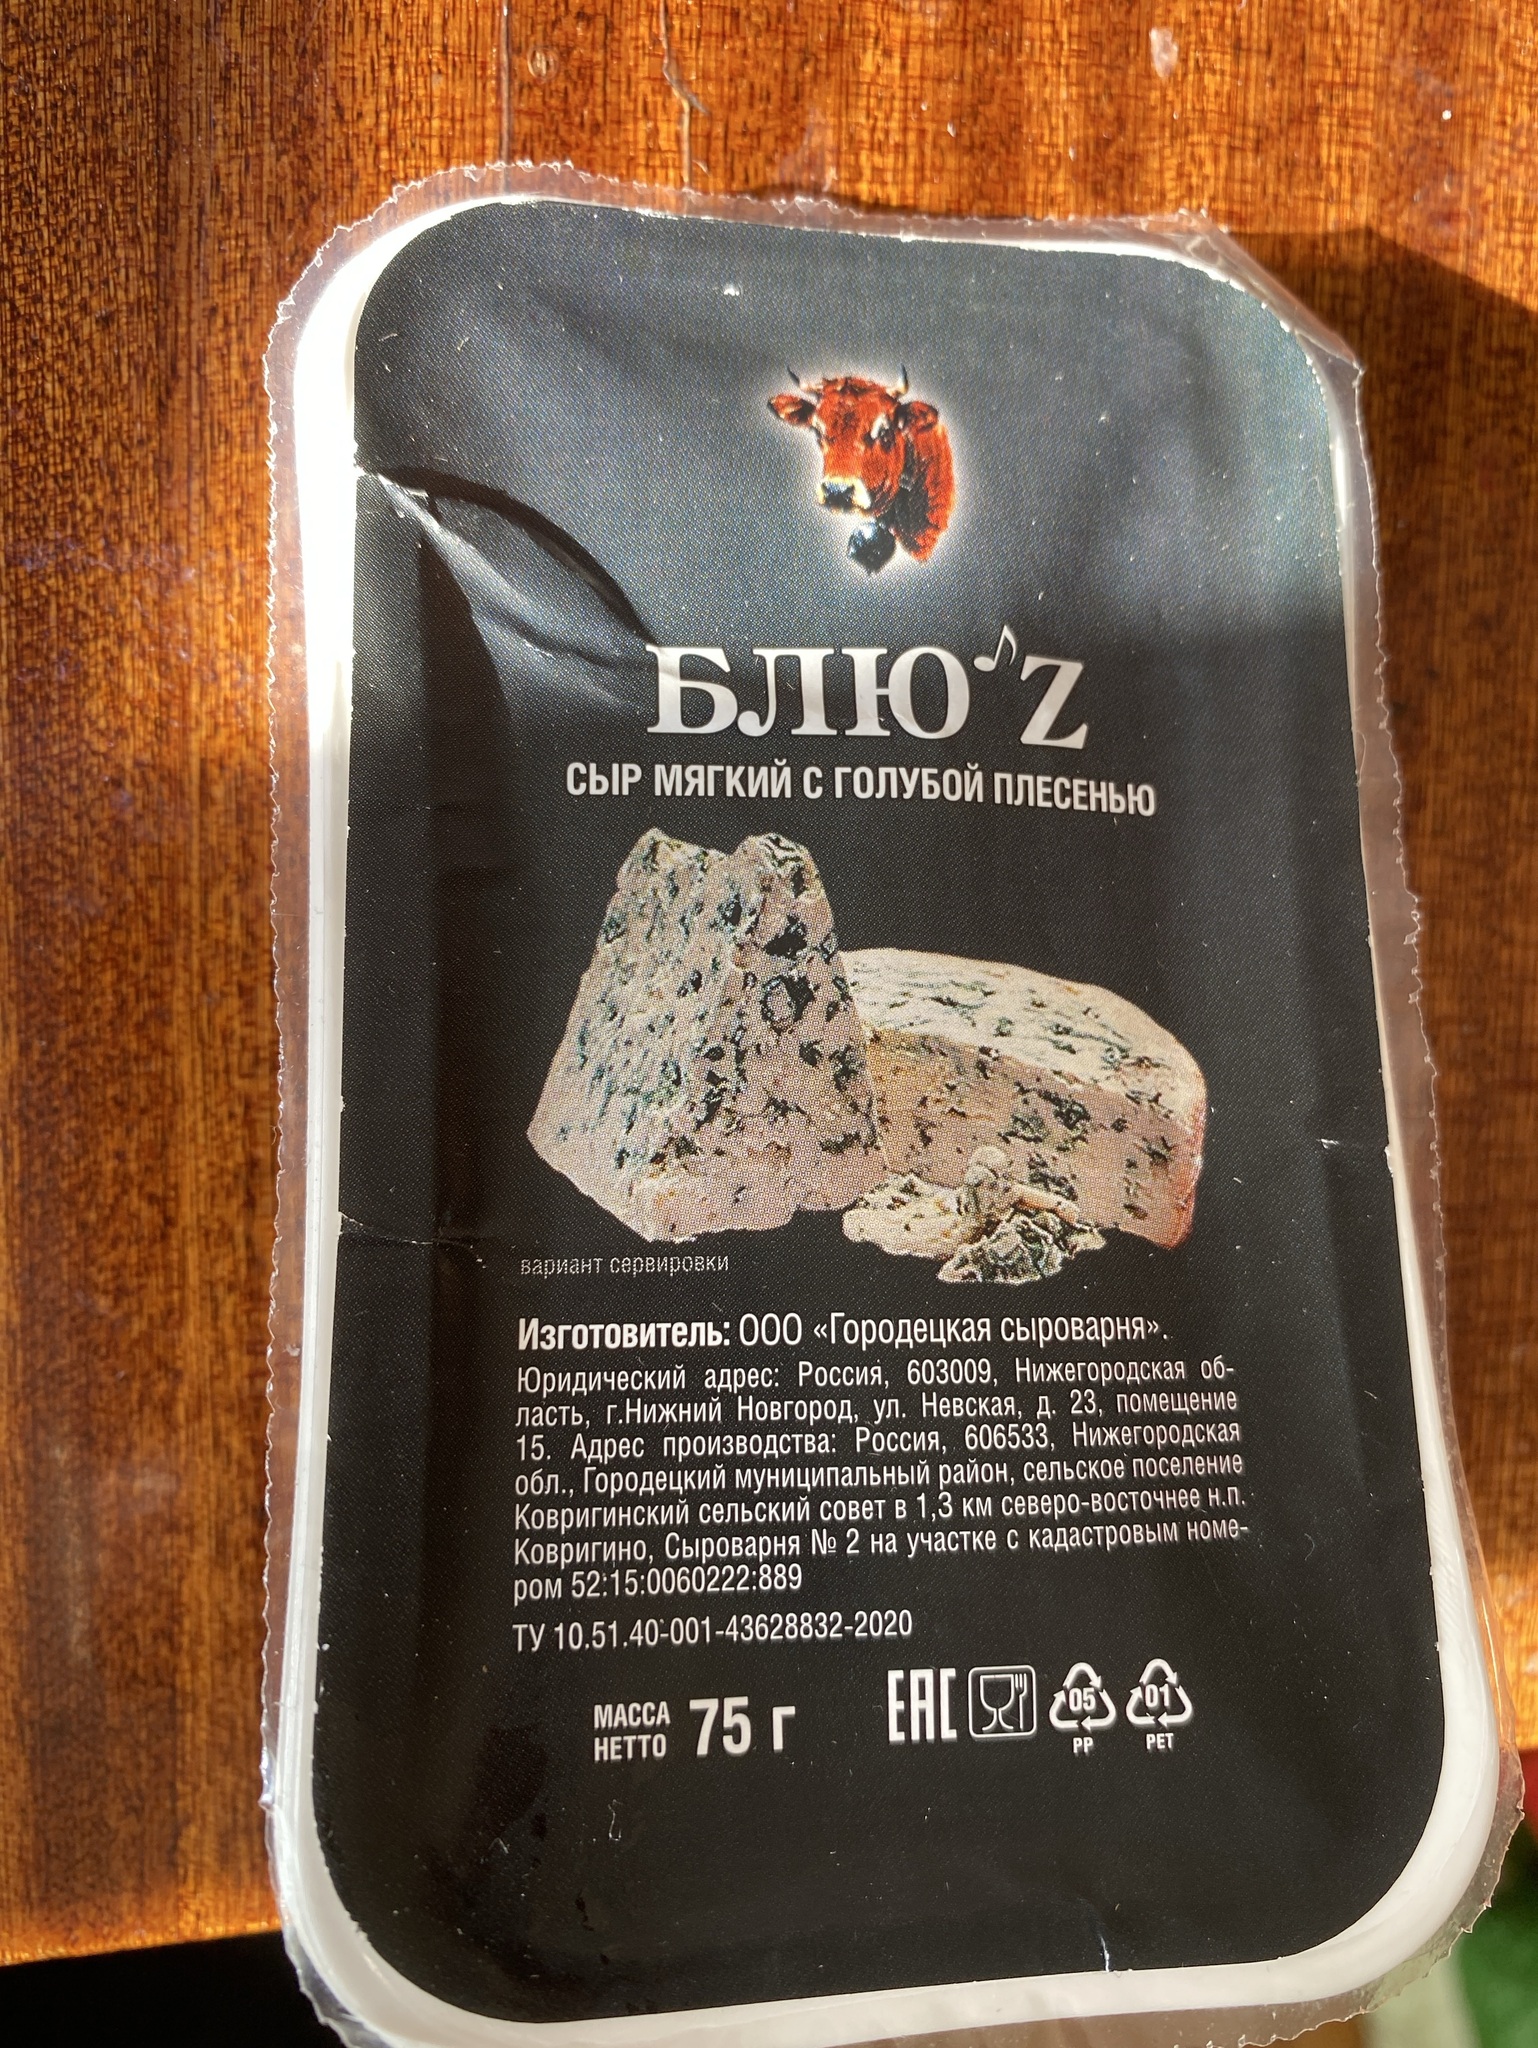 БЛЮ♪Z
СЫР МЯГКИЙ С ГОЛУБОЙ ПЛЕСЕНЬЮ
вариант сервировки
Изготовитель: ООО «Городецкая сыроварня».
Юридический адрес: Россия, 603009, Нижегородская об-
ласть, г.Нижний Новгород, ул. Невская, д. 23, помещение
15. Адрес производства: Россия, 606533, Нижегородская
обл., Городецкий муниципальный район, сельское поселение
Ковригинский сельский совет в 1,3 км северо-восточнее н.п.
Ковригино, Сыроварня № 2 на участке с кадастровым номе-
ром 52:15:0060222:889
ТУ 10.51.40-001-43628832-2020
МАССА НЕТТО 75 г
EAC 05 PP 01 PET